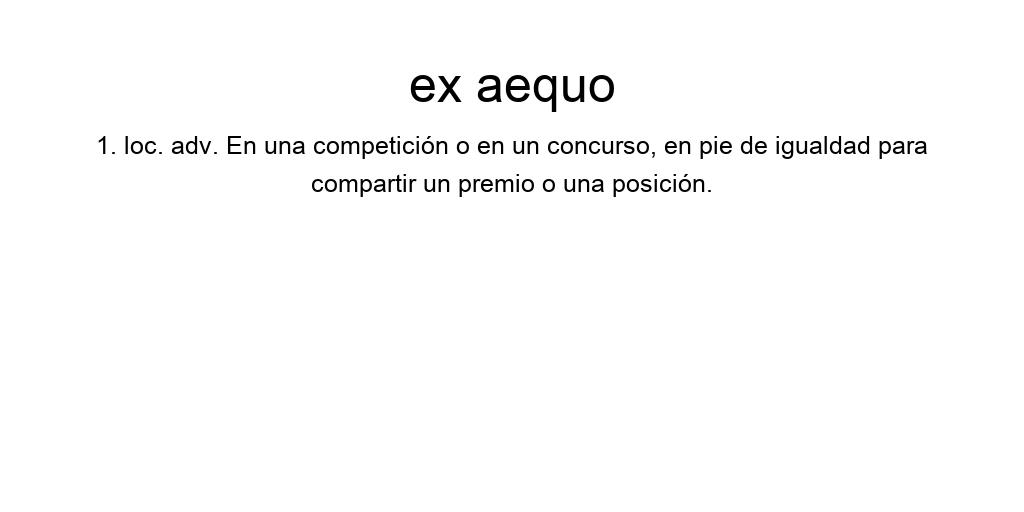 ex aequo
1. loc. adv. En una competición o en un concurso, en pie de igualdad para
compartir un premio o una posición.